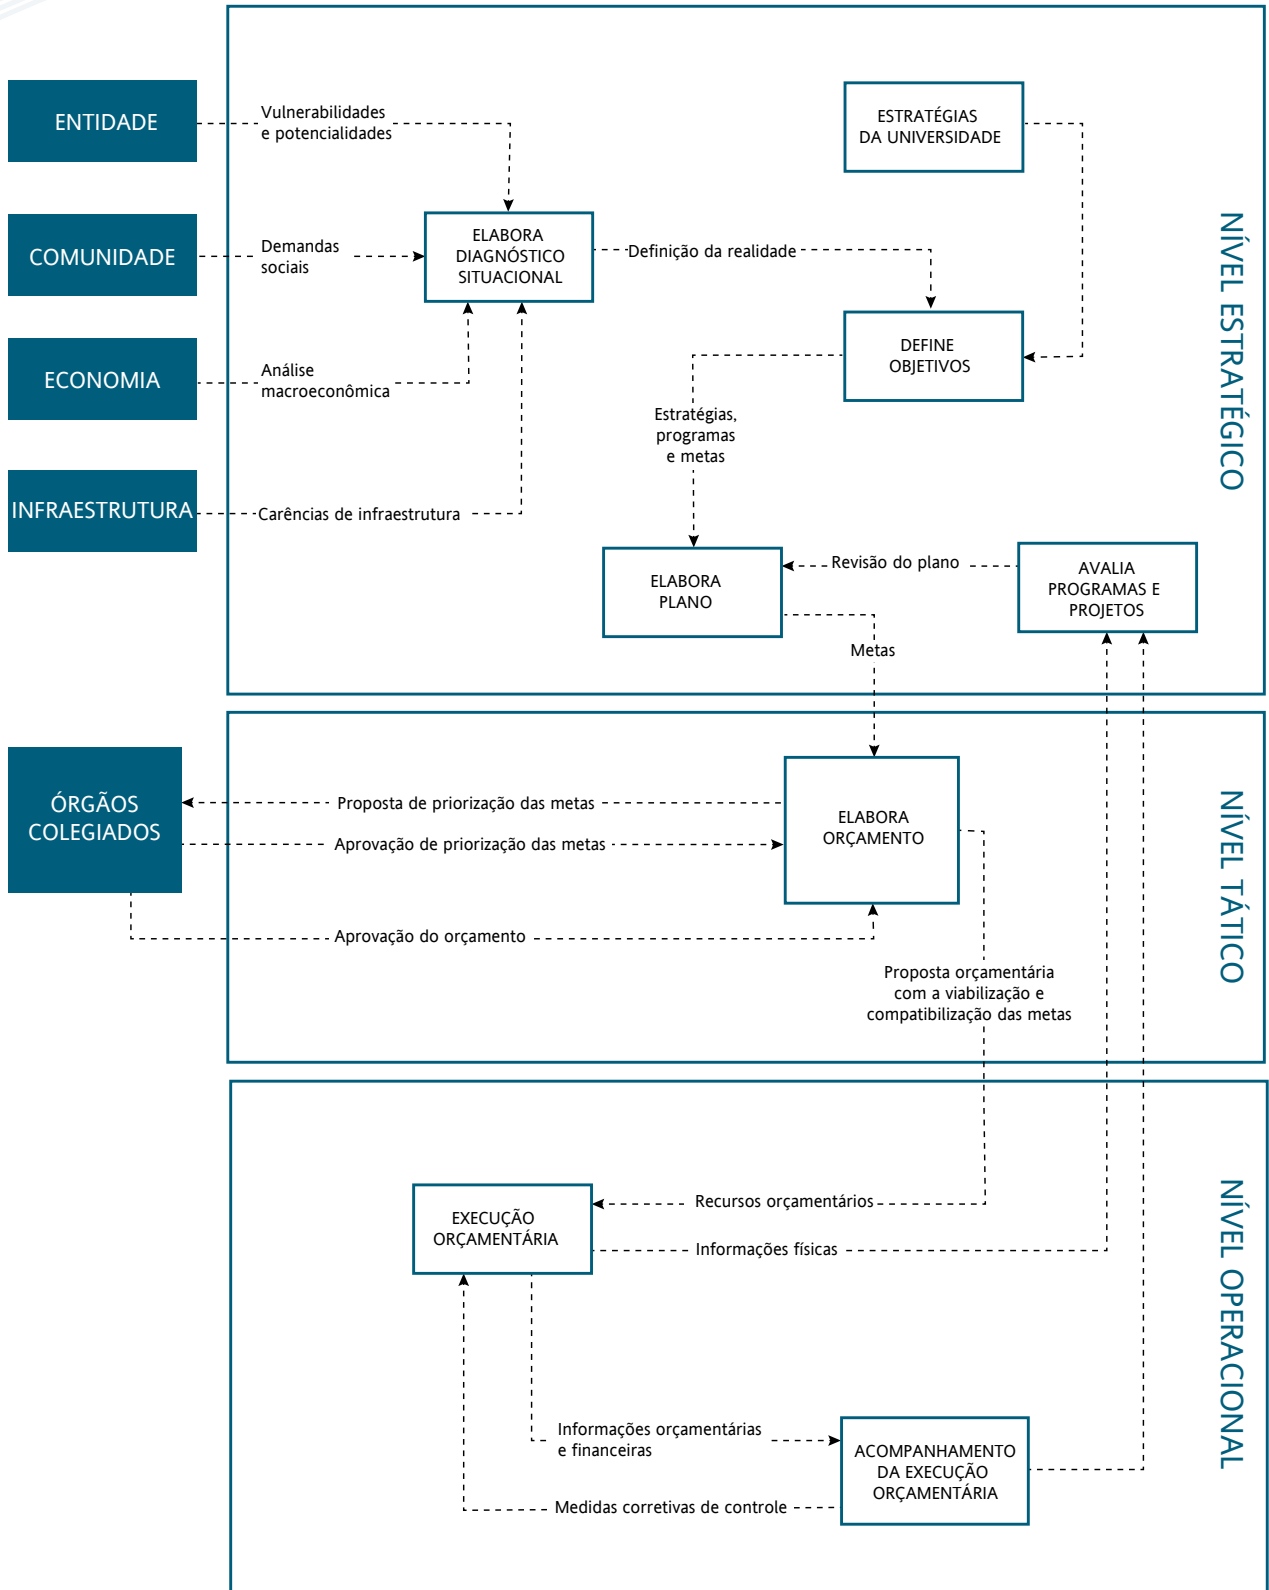 ENTIDADE
Vulnerabilidades
e potencialidades
ESTRATÉGIAS
DA UNIVERSIDADE
COMUNIDADE
Demandas
sociais
ELABORA
DIAGNÓSTICO
SITUACIONAL
Definição da realidade
NÍVEL ESTRATÉGICO
ECONOMIA
Análise
macroeconômica
DEFINE
OBJETIVOS
Estratégias,
programas
e metas
INFRAESTRUTURA
Carências de infraestrutura
ELABORA
PLANO
Revisão do plano
AVALIA
PROGRAMAS E
PROJETOS
Metas
ÓRGÃOS
COLEGIADOS
Proposta de priorização das metas
Aprovação de priorização das metas
ELABORA
ORÇAMENTO
NÍVEL TÁTICO
Aprovação do orçamento
Proposta orçamentária
com a viabilização e
compatibilização das metas
EXECUÇÃO
ORÇAMENTÁRIA
Recursos orçamentários
Informações físicas
NÍVEL OPERACIONAL
Informações orçamentárias
e financeiras
ACOMPANHAMENTO
DA EXECUÇÃO
ORÇAMENTÁRIA
Medidas corretivas de controle